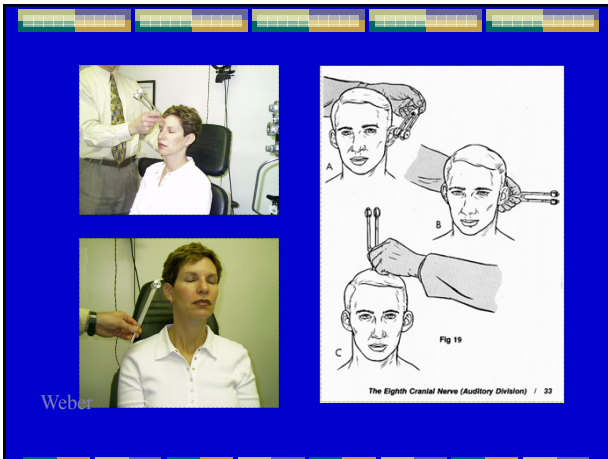 Weber
A
B
Fig 19
C
The Eighth Cranial Nerve (Auditory Division) / 33